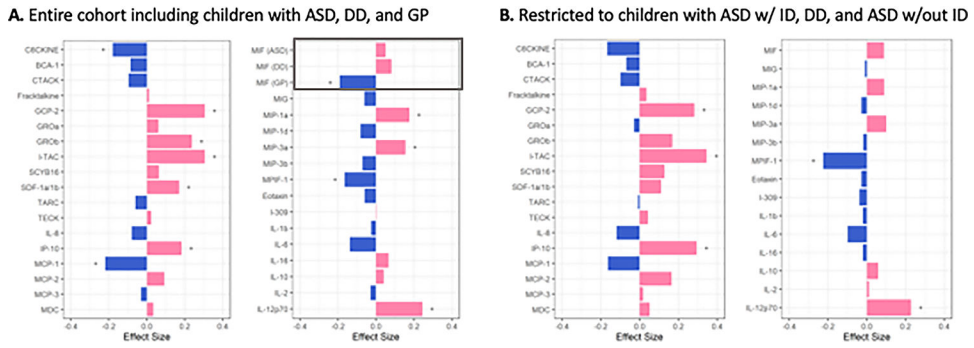 A. Entire cohort including children with ASD, DD, and GP
B. Restricted to children with ASD w/ ID, DD, and ASD w/out ID
C6CKINE
BCA-1
CTACK
Fracktalkine
GCP-2
GROa
GROb
I-TAC
SCYB16
SDF-1a/1b
TARC
TECK
IL-8
IP-10
MCP-1
MCP-2
MCP-3
MDC
-0.4 -0.2 0.0 0.2 0.4
Effect Size
MIF (ASD)
MIF (DD)
MIF (GP)
MIG
MIP-1a
MIP-1d
MIP-3a
MIP-3b
MPIF-1
Eotaxin
I-309
IL-1b
IL-6
IL-16
IL-10
IL-2
IL-12p70
-0.4 -0.2 0.0 0.2 0.4
Effect Size
C6CKINE
BCA-1
CTACK
Fracktalkine
GCP-2
GROa
GROb
I-TAC
SCYB16
SDF-1a/1b
TARC
TECK
IL-8
IP-10
MCP-1
MCP-2
MCP-3
MDC
-0.4 -0.2 0.0 0.2 0.4
Effect Size
MIF
MIG
MIP-1a
MIP-1d
MIP-3a
MIP-3b
MPIF-1
Eotaxin
I-309
IL-1b
IL-6
IL-16
IL-10
IL-2
IL-12p70
-0.4 -0.2 0.0 0.2 0.4
Effect Size